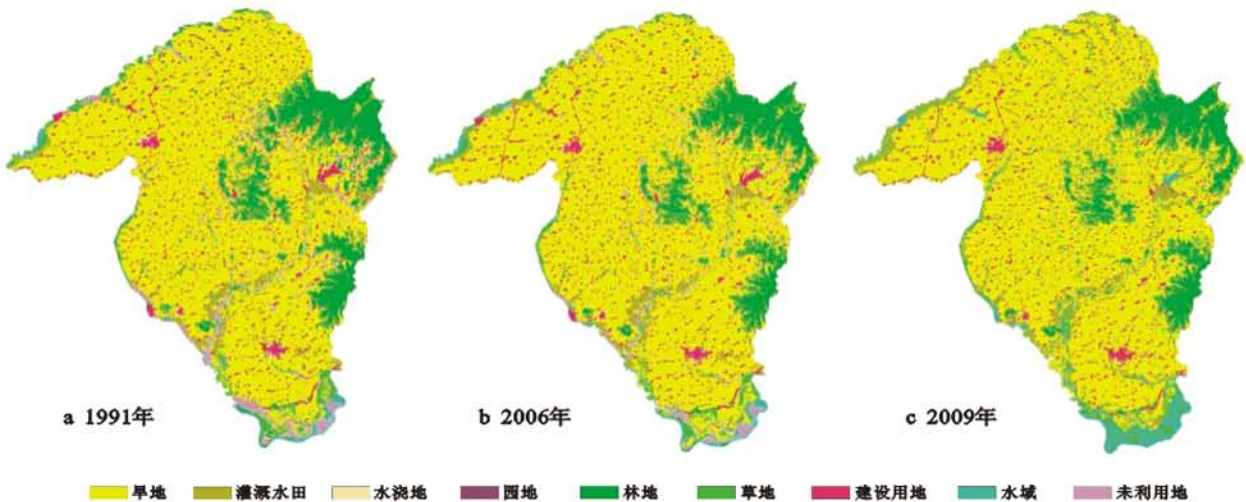 a 1991年
b 2006年
c 2009年
旱地 灌溉水田 水浇地 园地 林地 草地 建设用地 水域 未利用地